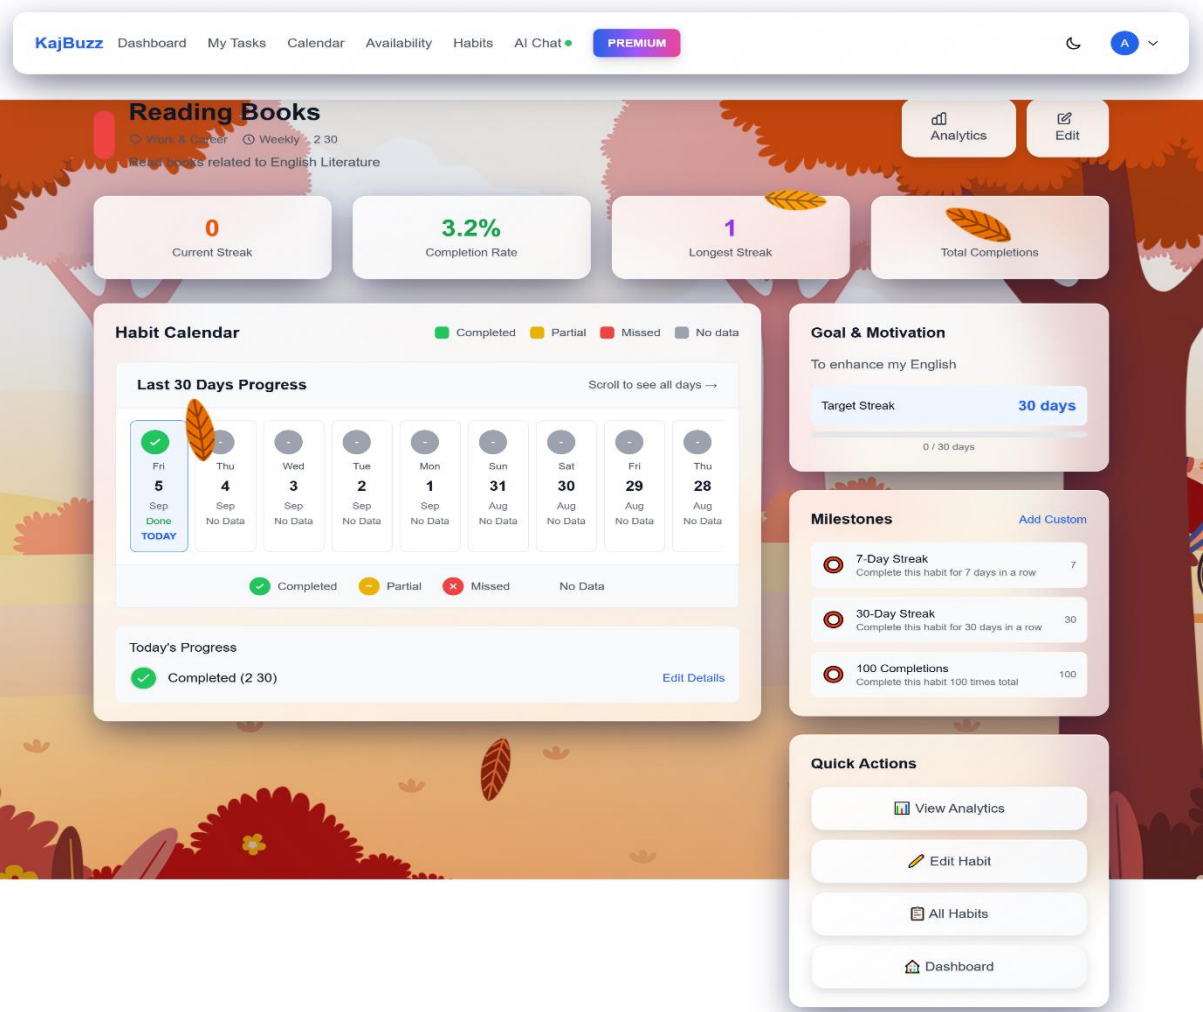 KajBuzz Dashboard My Tasks Calendar Availability Habits AI Chat PREMIUM A
Reading Books
Work & Career Weekly 2 30
Read books related to English Literature
Analytics
Edit
0
Current Streak
3.2%
Completion Rate
1
Longest Streak
Total Completions
Habit Calendar
Completed Partial Missed No data
Last 30 Days Progress
Scroll to see all days →
Fri
5
Sep
Done
TODAY
Thu
4
Sep
No Data
Wed
3
Sep
No Data
Tue
2
Sep
No Data
Mon
1
Sep
No Data
Sun
31
Aug
No Data
Sat
30
Aug
No Data
Fri
29
Aug
No Data
Thu
28
Aug
No Data
Completed Partial Missed No Data
Today's Progress
Completed (2 30)
Edit Details
Goal & Motivation
To enhance my English
Target Streak 30 days
0 / 30 days
Milestones
Add Custom
7-Day Streak
Complete this habit for 7 days in a row
7
30-Day Streak
Complete this habit for 30 days in a row
30
100 Completions
Complete this habit 100 times total
100
Quick Actions
View Analytics
Edit Habit
All Habits
Dashboard